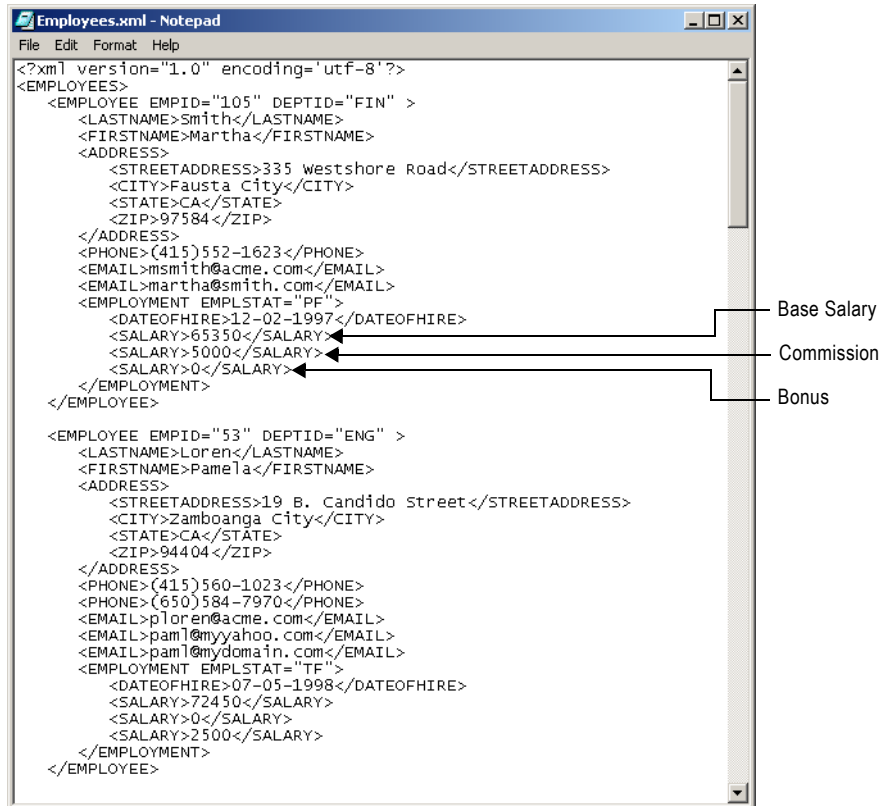 Employees.xml - Notepad
File Edit Format Help
<?xml version="1.0" encoding='utf-8'?>
<EMPLOYEES>
<EMPLOYEE EMPID="105" DEPTID="FIN" >
<LASTNAME>Smith</LASTNAME>
<FIRSTNAME>Martha</FIRSTNAME>
<ADDRESS>
<STREETADDRESS>335 Westshore Road</STREETADDRESS>
<CITY>Fausta City</CITY>
<STATE>CA</STATE>
<ZIP>97584</ZIP>
</ADDRESS>
<PHONE>(415)552-1623</PHONE>
<EMAIL>msmith@acme.com</EMAIL>
<EMAIL>martha@smith.com</EMAIL>
<EMPLOYMENT EMPLSTAT="PF">
<DATEOFHIRE>12-02-1997</DATEOFHIRE>
<SALARY>65350</SALARY> Base Salary
<SALARY>5000</SALARY> Commission
<SALARY>0</SALARY> Bonus
</EMPLOYMENT>
</EMPLOYEE>
<EMPLOYEE EMPID="53" DEPTID="ENG" >
<LASTNAME>Loren</LASTNAME>
<FIRSTNAME>Pamela</FIRSTNAME>
<ADDRESS>
<STREETADDRESS>19 B. Candido Street</STREETADDRESS>
<CITY>Zamboanga City</CITY>
<STATE>CA</STATE>
<ZIP>94404</ZIP>
</ADDRESS>
<PHONE>(415)560-1023</PHONE>
<PHONE>(650)584-7970</PHONE>
<EMAIL>ploren@acme.com</EMAIL>
<EMAIL>paml@myyahoo.com</EMAIL>
<EMAIL>paml@mydomain.com</EMAIL>
<EMPLOYMENT EMPLSTAT="TF">
<DATEOFHIRE>07-05-1998</DATEOFHIRE>
<SALARY>72450</SALARY>
<SALARY>0</SALARY>
<SALARY>2500</SALARY>
</EMPLOYMENT>
</EMPLOYEE>